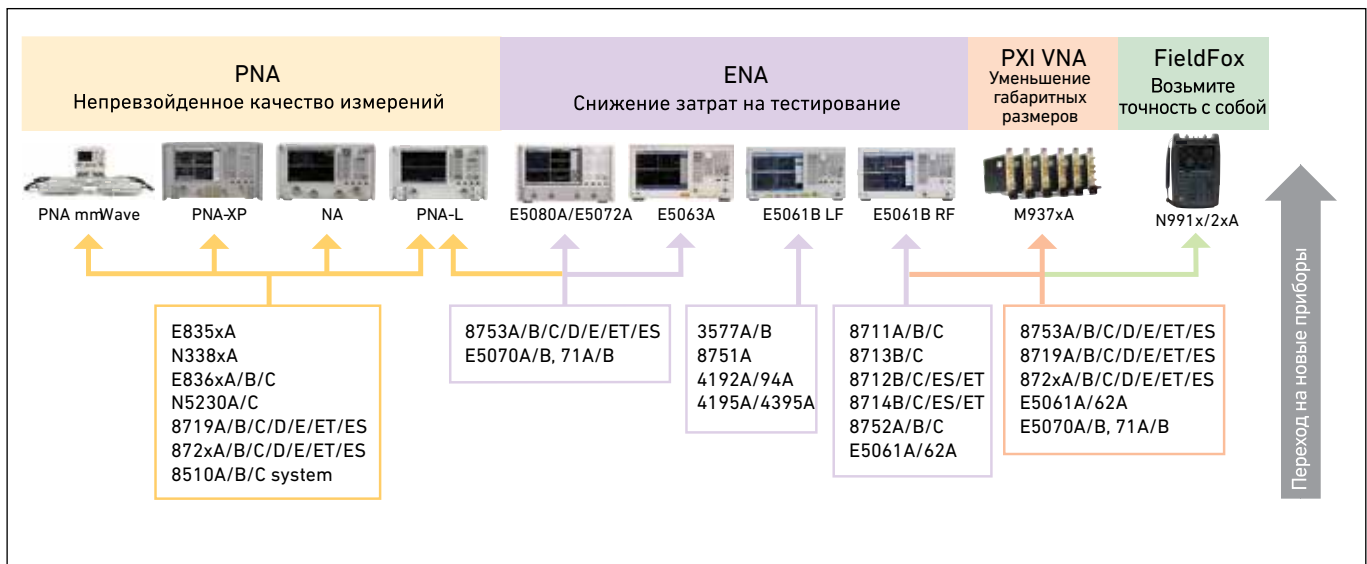 PNA
Непревзойденное качество измерений
ENA
Снижение затрат на тестирование
PXI VNA
Уменьшение
габаритных
размеров
FieldFox
Возьмите
точность с собой
PNA mmWave
PNA-XP
NA
PNA-L
E5080A/E5072A
E5063A
E5061B LF
E5061B RF
M937xA
N991x/2xA
E835xA
N338xA
E836xA/B/C
N5230A/C
8719A/B/C/D/E/ET/ES
872xA/B/C/D/E/ET/ES
8510A/B/C system
8753A/B/C/D/E/ET/ES
E5070A/B, 71A/B
3577A/B
8751A
4192A/94A
4195A/4395A
8711A/B/C
8713B/C
8712B/C/ES/ET
8714B/C/ES/ET
8752A/B/C
E5061A/62A
8753A/B/C/D/E/ET/ES
8719A/B/C/D/E/ET/ES
872xA/B/C/D/E/ET/ES
E5061A/62A
E5070A/B, 71A/B
Переход на новые приборы